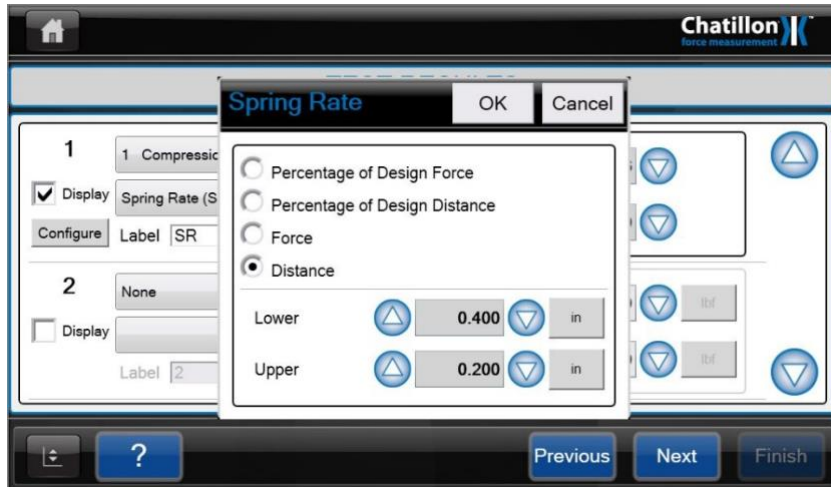 Chatillon
force measurement
Spring Rate
OK
Cancel
1
1 Compressic
Display
Spring Rate (S
Configure
Label
SR
Percentage of Design Force
Percentage of Design Distance
Force
Distance
Lower
0.400
in
Upper
0.200
in
2
None
Display
Label
2
lbf
lbf
?
Previous
Next
Finish